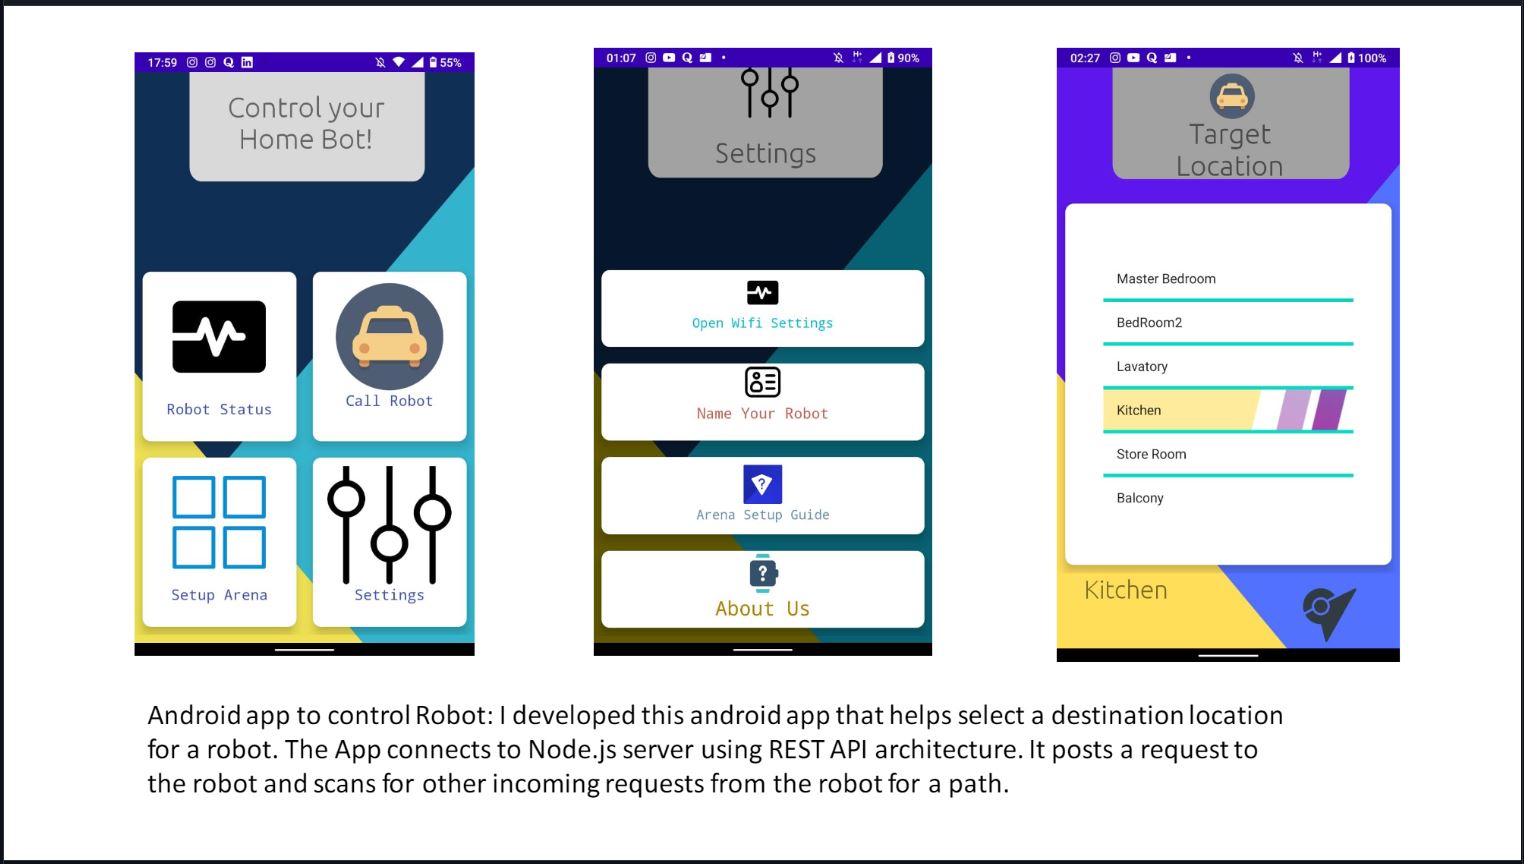 17:59
55%
Control your
Home Bot!
Robot Status
Call Robot
Setup Arena
Settings
01:07
H+
90%
Settings
Open Wifi Settings
Name Your Robot
Arena Setup Guide
About Us
02:27
H+
100%
Target
Location
Master Bedroom
BedRoom2
Lavatory
Kitchen
Store Room
Balcony
Kitchen
Android app to control Robot: I developed this android app that helps select a destination location
for a robot. The App connects to Node.js server using REST API architecture. It posts a request to
the robot and scans for other incoming requests from the robot for a path.